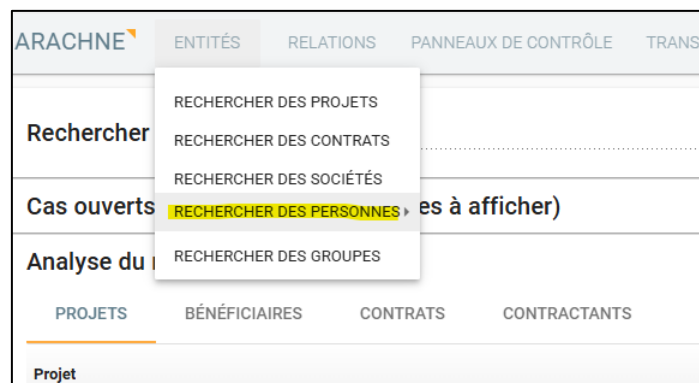 ARACHNE ENTITÉS RELATIONS PANNEAUX DE CONTRÔLE TRANS
RECHERCHER DES PROJETS
Rechercher
RECHERCHER DES CONTRATS
RECHERCHER DES SOCIÉTÉS
Cas ouverts
RECHERCHER DES PERSONNES
es à afficher)
RECHERCHER DES GROUPES
Analyse du
PROJETS BÉNÉFICIAIRES CONTRATS CONTRACTANTS
Projet